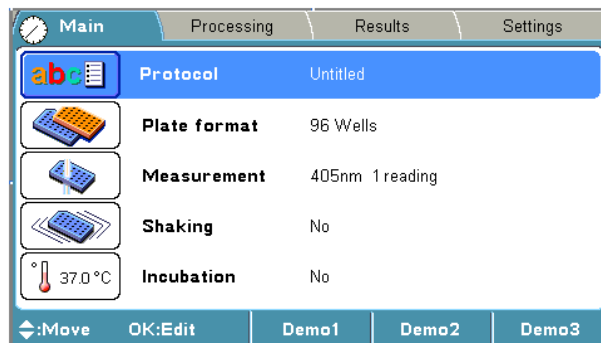 Main Processing Results Settings
abc Protocol Untitled
Plate format 96 Wells
Measurement 405nm 1 reading
Shaking No
37.0°C Incubation No
:Move OK:Edit Demo1 Demo2 Demo3